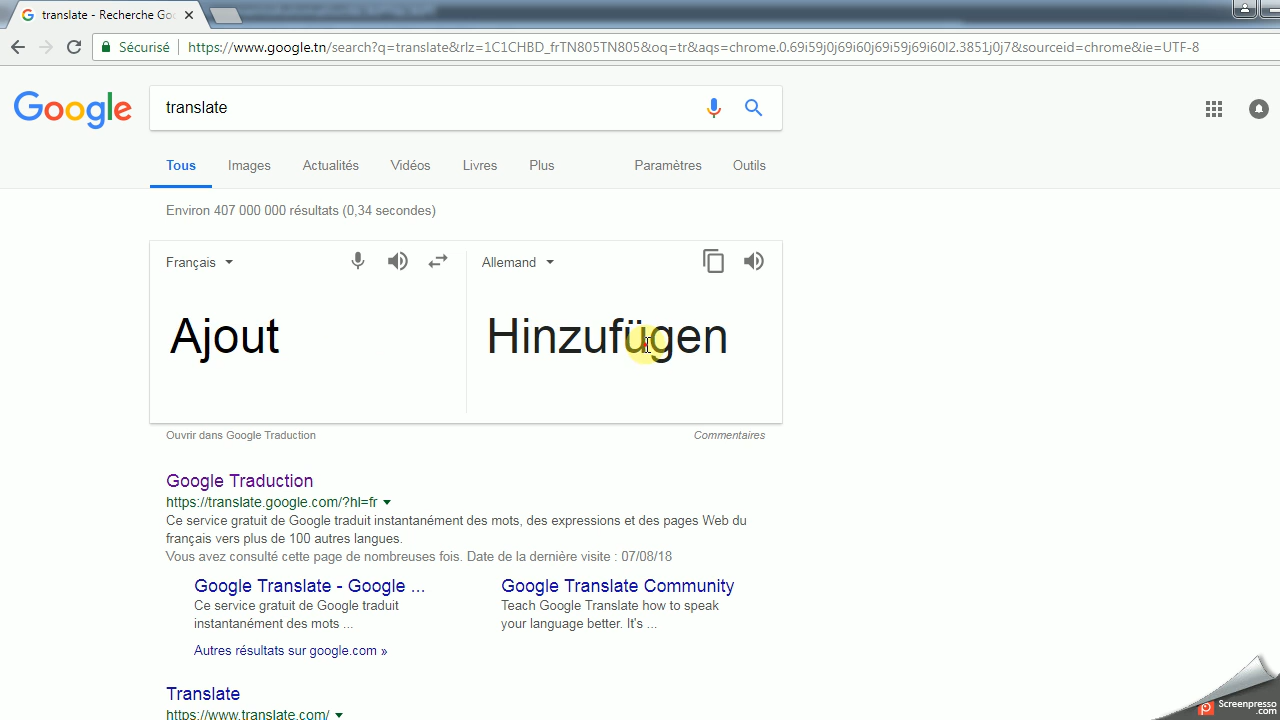 translate - Recherche Goo
Sécurisé
https://www.google.tn/search?q=translate&rlz=1C1CHBD_frTN805TN805&oq=tr&aqs=chrome.0.69i59j0j69i60j69i59j69i60l2.3851j0j7&sourceid=chrome&ie=UTF-8
Google
translate
Tous Images Actualités Vidéos Livres Plus Paramètres Outils
Environ 407 000 000 résultats (0,34 secondes)
Français Allemand
Ajout Hinzufügen
Ouvrir dans Google Traduction Commentaires
Google Traduction
https://translate.google.com/?hl=fr
Ce service gratuit de Google traduit instantanément des mots, des expressions et des pages Web du
français vers plus de 100 autres langues.
Vous avez consulté cette page de nombreuses fois. Date de la dernière visite : 07/08/18
Google Translate - Google ... Google Translate Community
Ce service gratuit de Google traduit Teach Google Translate how to speak
instantanément des mots ... your language better. It's ...
Autres résultats sur google.com »
Translate
https://www.translate.com/
Screenpresso
.com